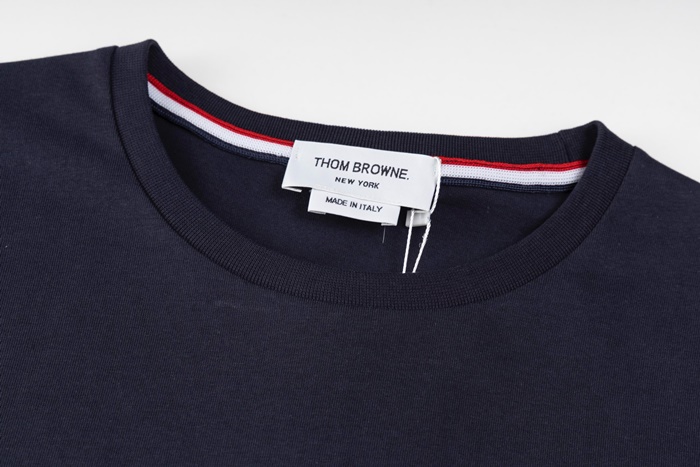 THOM BROWNE.
NEW YORK
MADE IN ITALY